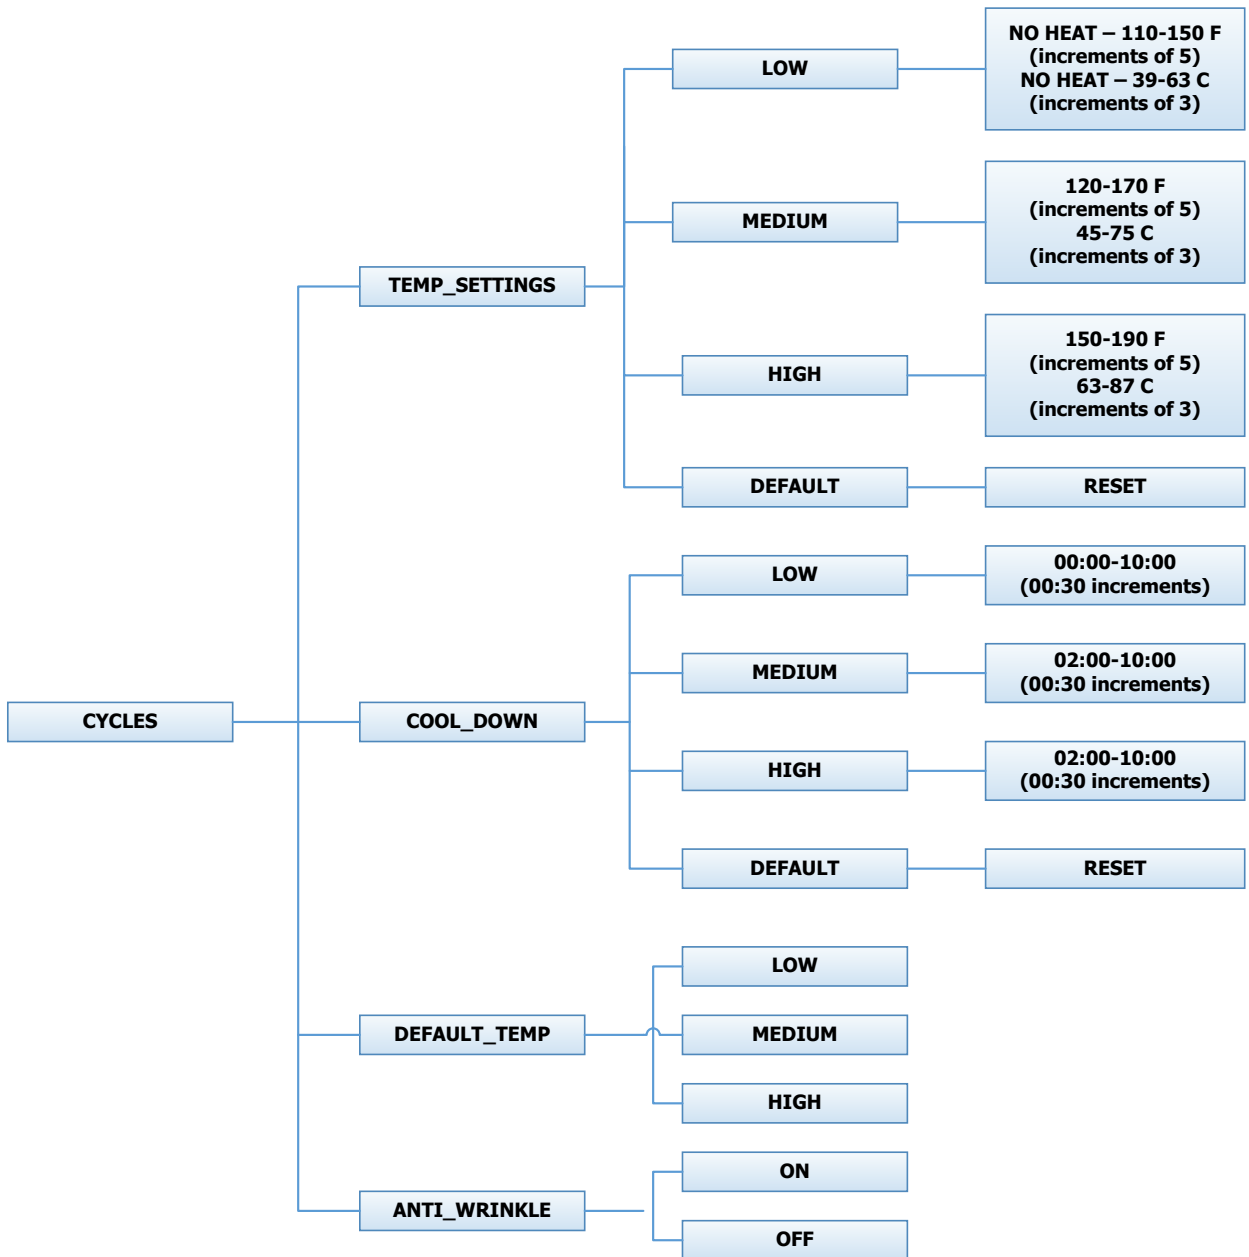 CYCLES
TEMP_SETTINGS
LOW
NO HEAT – 110-150 F
(increments of 5)
NO HEAT – 39-63 C
(increments of 3)
MEDIUM
120-170 F
(increments of 5)
45-75 C
(increments of 3)
HIGH
150-190 F
(increments of 5)
63-87 C
(increments of 3)
DEFAULT
RESET
COOL_DOWN
LOW
00:00-10:00
(00:30 increments)
MEDIUM
02:00-10:00
(00:30 increments)
HIGH
02:00-10:00
(00:30 increments)
DEFAULT
RESET
DEFAULT_TEMP
LOW
MEDIUM
HIGH
ANTI_WRINKLE
ON
OFF